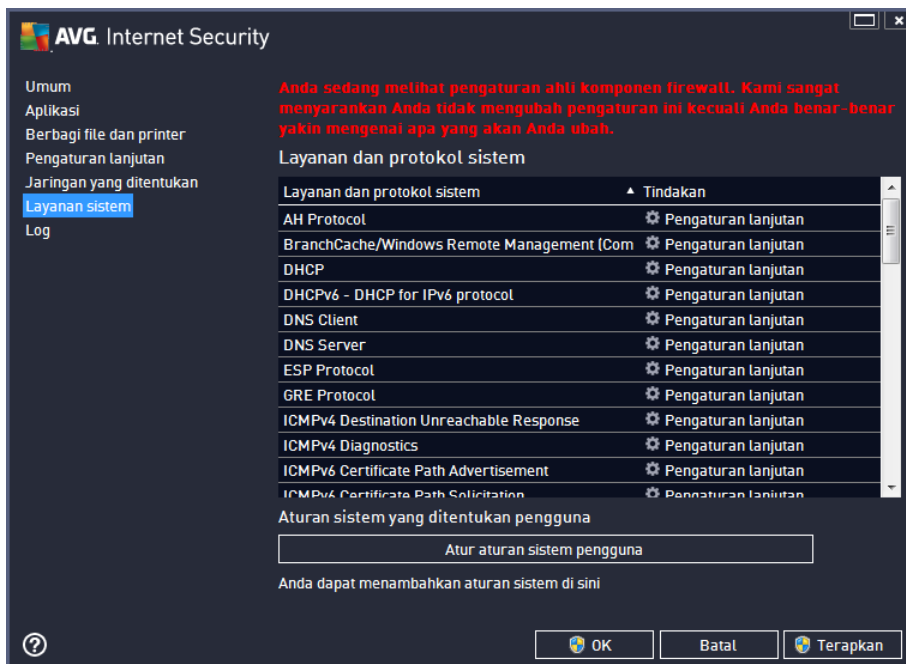 AVG. Internet Security
Umum
Aplikasi
Berbagi file dan printer
Pengaturan lanjutan
Jaringan yang ditentukan
Layanan sistem
Log
Anda sedang melihat pengaturan ahli komponen firewall. Kami sangat
menyarankan Anda tidak mengubah pengaturan ini kecuali Anda benar-benar
yakin mengenai apa yang akan Anda ubah.
Layanan dan protokol sistem
Layanan dan protokol sistem Tindakan
AH Protocol Pengaturan lanjutan
BranchCache/Windows Remote Management (Com Pengaturan lanjutan
DHCP Pengaturan lanjutan
DHCPv6 - DHCP for IPv6 protocol Pengaturan lanjutan
DNS Client Pengaturan lanjutan
DNS Server Pengaturan lanjutan
ESP Protocol Pengaturan lanjutan
GRE Protocol Pengaturan lanjutan
ICMPv4 Destination Unreachable Response Pengaturan lanjutan
ICMPv4 Diagnostics Pengaturan lanjutan
ICMPv6 Certificate Path Advertisement Pengaturan lanjutan
ICMPv6 Certificate Path Solicitation Pengaturan lanjutan
Aturan sistem yang ditentukan pengguna
Atur aturan sistem pengguna
Anda dapat menambahkan aturan sistem di sini
OK Batal Terapkan